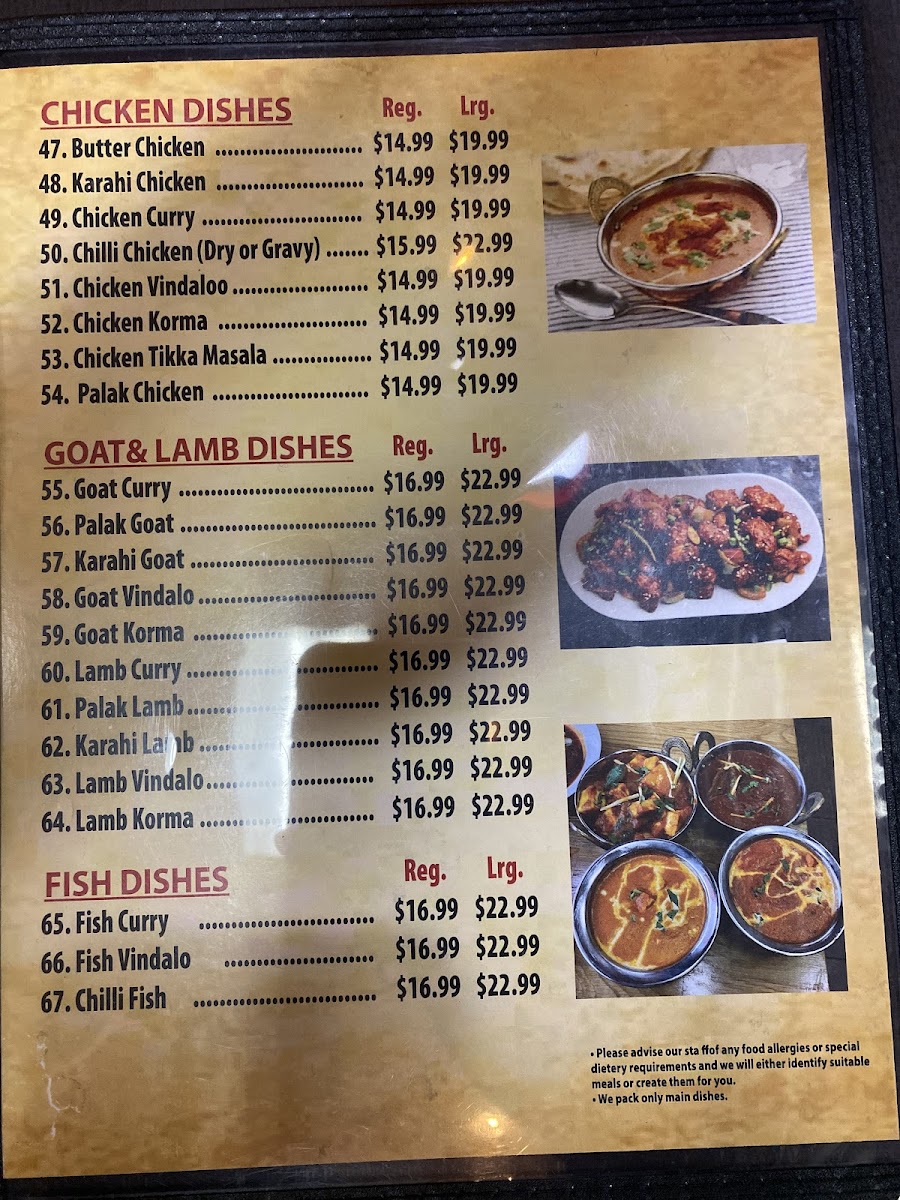 CHICKEN DISHES Reg. Lrg.
47. Butter Chicken ........................ $14.99 $19.99
48. Karahi Chicken ........................ $14.99 $19.99
49. Chicken Curry .......................... $14.99 $19.99
50. Chilli Chicken (Dry or Gravy) ....... $15.99 $22.99
51. Chicken Vindaloo ...................... $14.99 $19.99
52. Chicken Korma ........................ $14.99 $19.99
53. Chicken Tikka Masala ................ $14.99 $19.99
54. Palak Chicken .......................... $14.99 $19.99
GOAT& LAMB DISHES Reg. Lrg.
55. Goat Curry ................................ $16.99 $22.99
56. Palak Goat ................................ $16.99 $22.99
57. Karahi Goat .............................. $16.99 $22.99
58. Goat Vindalo ............................. $16.99 $22.99
59. Goat Korma .............................. $16.99 $22.99
60. Lamb Curry ............................... $16.99 $22.99
61. Palak Lamb ............................... $16.99 $22.99
62. Karahi Lamb ............................. $16.99 $22.99
63. Lamb Vindalo ........................... $16.99 $22.99
64. Lamb Korma ............................ $16.99 $22.99
FISH DISHES Reg. Lrg.
65. Fish Curry ............................ $16.99 $22.99
66. Fish Vindalo ........................ $16.99 $22.99
67. Chilli Fish ............................. $16.99 $22.99
• Please advise our sta ffof any food allergies or special
dietery requirements and we will either identify suitable
meals or create them for you.
• We pack only main dishes.